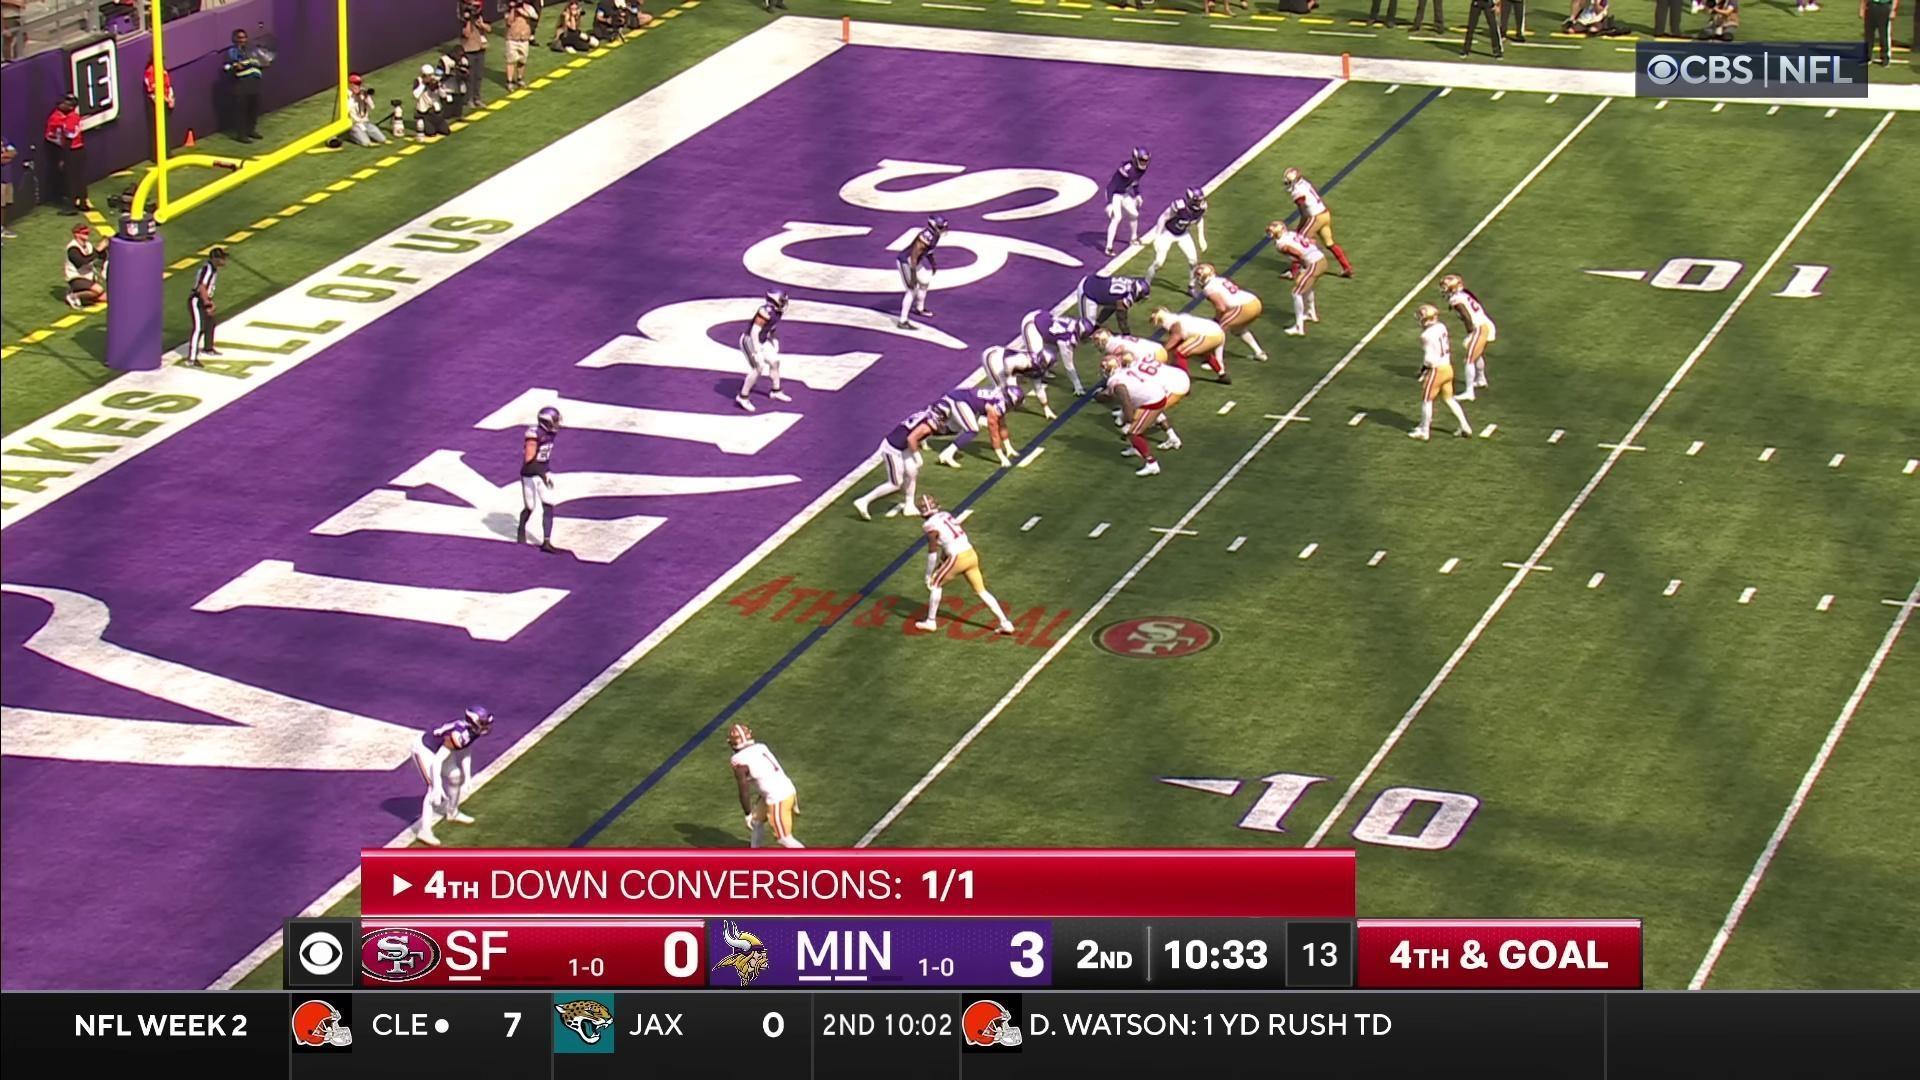 CBS | NFL
13
TAKES ALL OF US
VIKINGS
10
10
4TH & GOAL
SF
▶ 4TH DOWN CONVERSIONS: 1/1
SF 1-0 0 MIN 1-0 3 2ND 10:33 13 4TH & GOAL
NFL WEEK 2 CLE • 7 JAX 0 2ND 10:02 D. WATSON: 1 YD RUSH TD